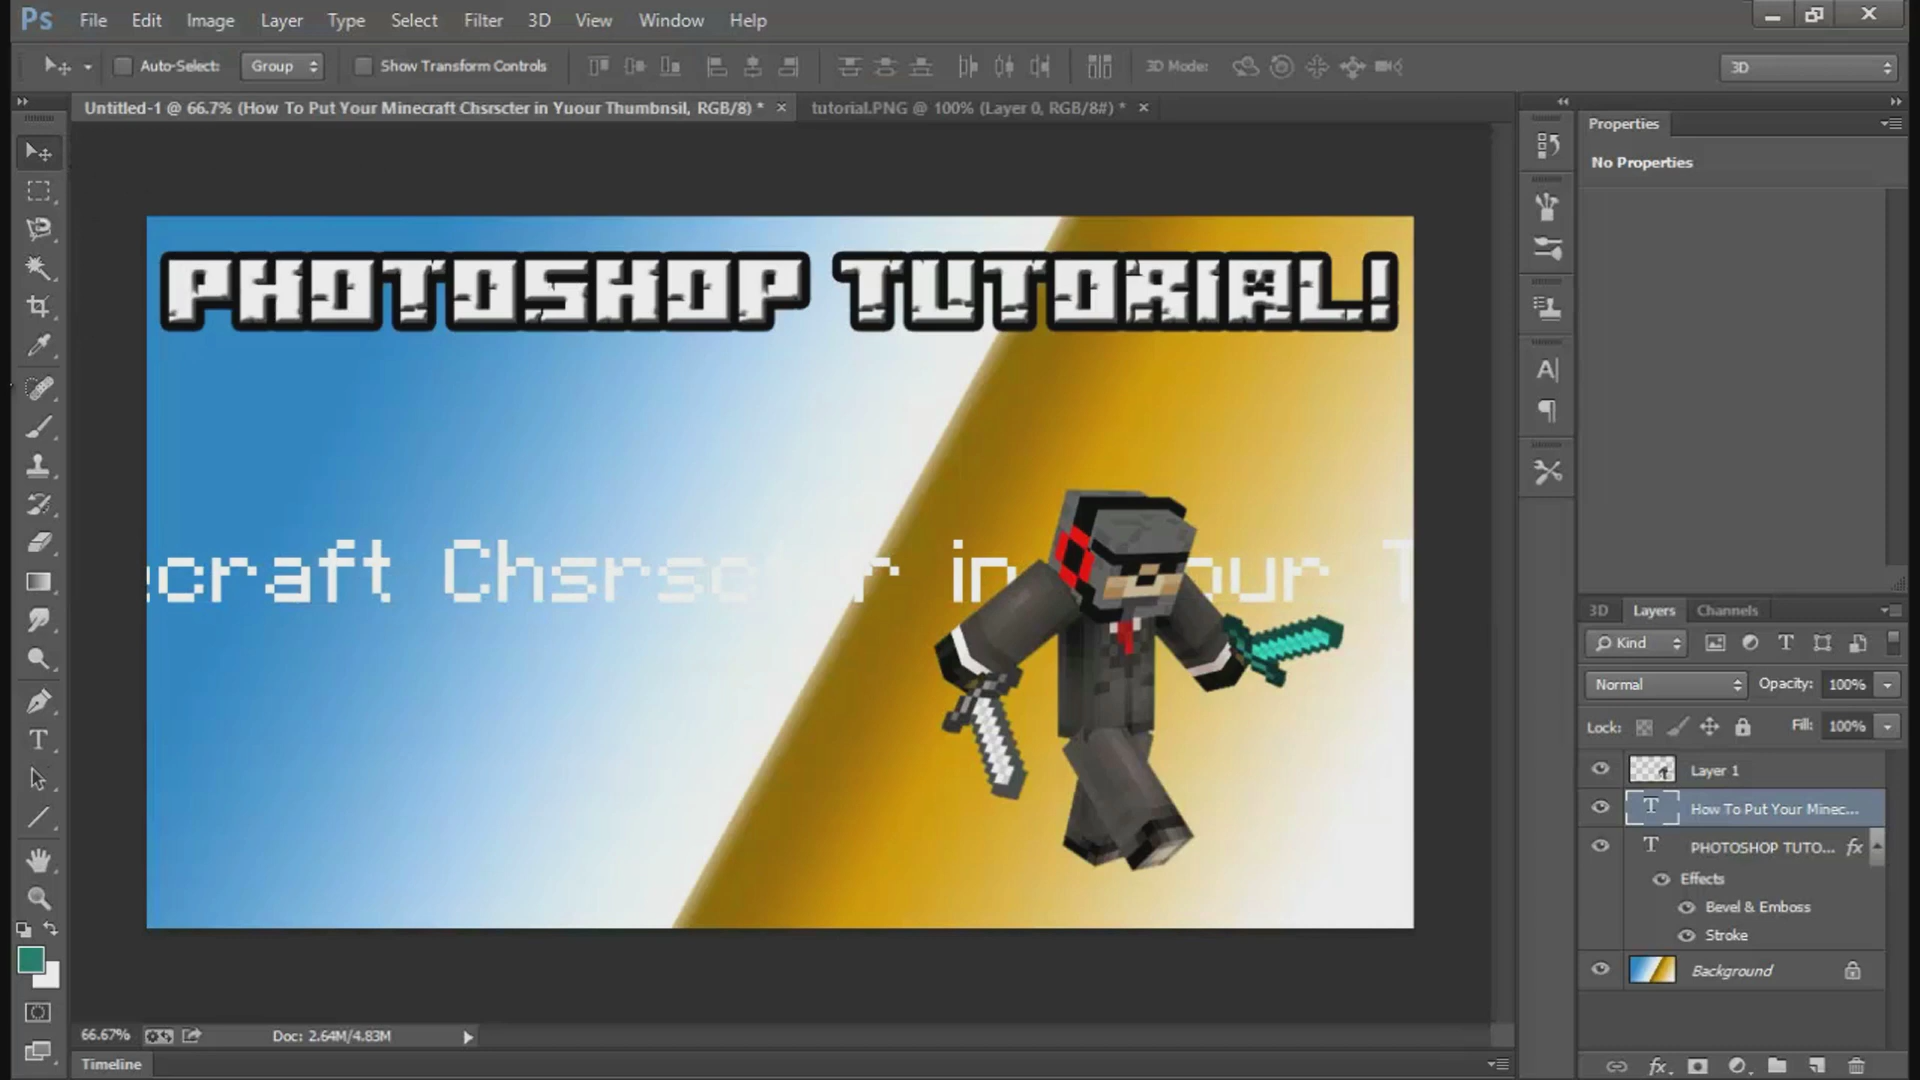 Ps File Edit Image Layer Type Select Filter 3D View Window Help
Auto-Select: Group Show Transform Controls 3D Mode: 3D
Untitled-1 @ 66.7% (How To Put Your Minecraft Chsrscter in Yuour Thumbnsil, RGB/8) * tutorial.PNG @ 100% (Layer 0, RGB/8#) *
Properties
No Properties
PHOTOSHOP TUTORIAL!
ecraft Chsrscter in our T
3D Layers Channels
Kind
Normal Opacity: 100%
Lock: Fill: 100%
Layer 1
How To Put Your Minec...
PHOTOSHOP TUTO... fx
Effects
Bevel & Emboss
Stroke
Background
66.67% Doc: 2.64M/4.83M
Timeline